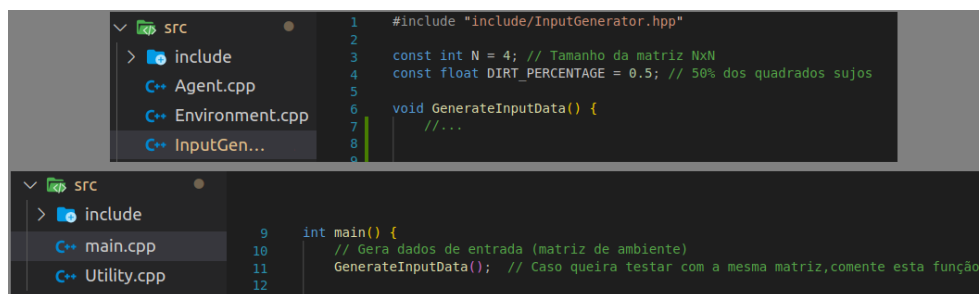 src
include
Agent.cpp
Environment.cpp
InputGen...
1 #include "include/InputGenerator.hpp"
2
3 const int N = 4; // Tamanho da matriz NxN
4 const float DIRT_PERCENTAGE = 0.5; // 50% dos quadrados sujos
5
6 void GenerateInputData() {
7 //...
8
9
src
include
main.cpp
Utility.cpp
9 int main() {
10 // Gera dados de entrada (matriz de ambiente)
11 GenerateInputData(); // Caso queira testar com a mesma matriz,comente esta função
12